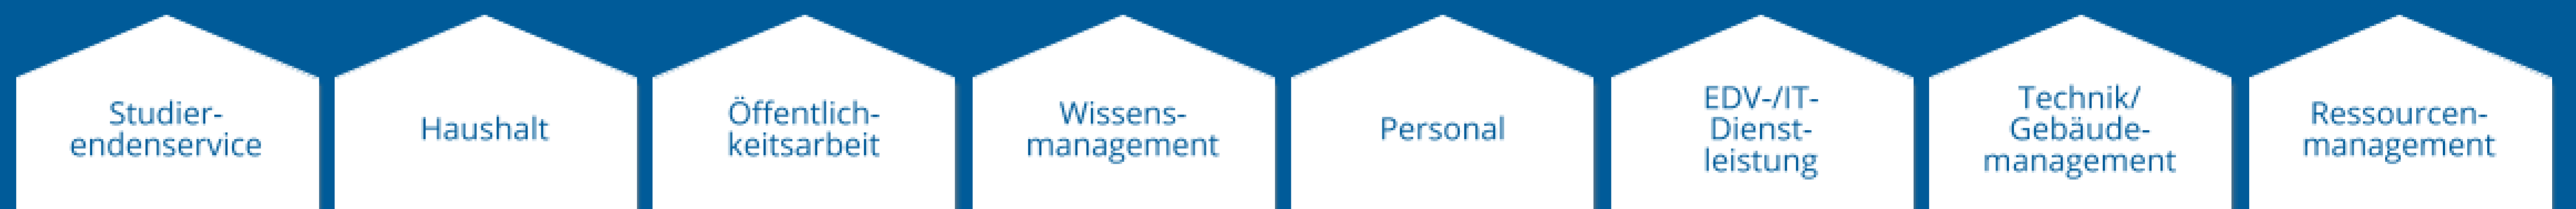 Studier-
endenservice
Haushalt
Öffentlich-
keitsarbeit
Wissens-
management
Personal
EDV-/IT-
Dienst-
leistung
Technik/
Gebäude-
management
Ressourcen-
management